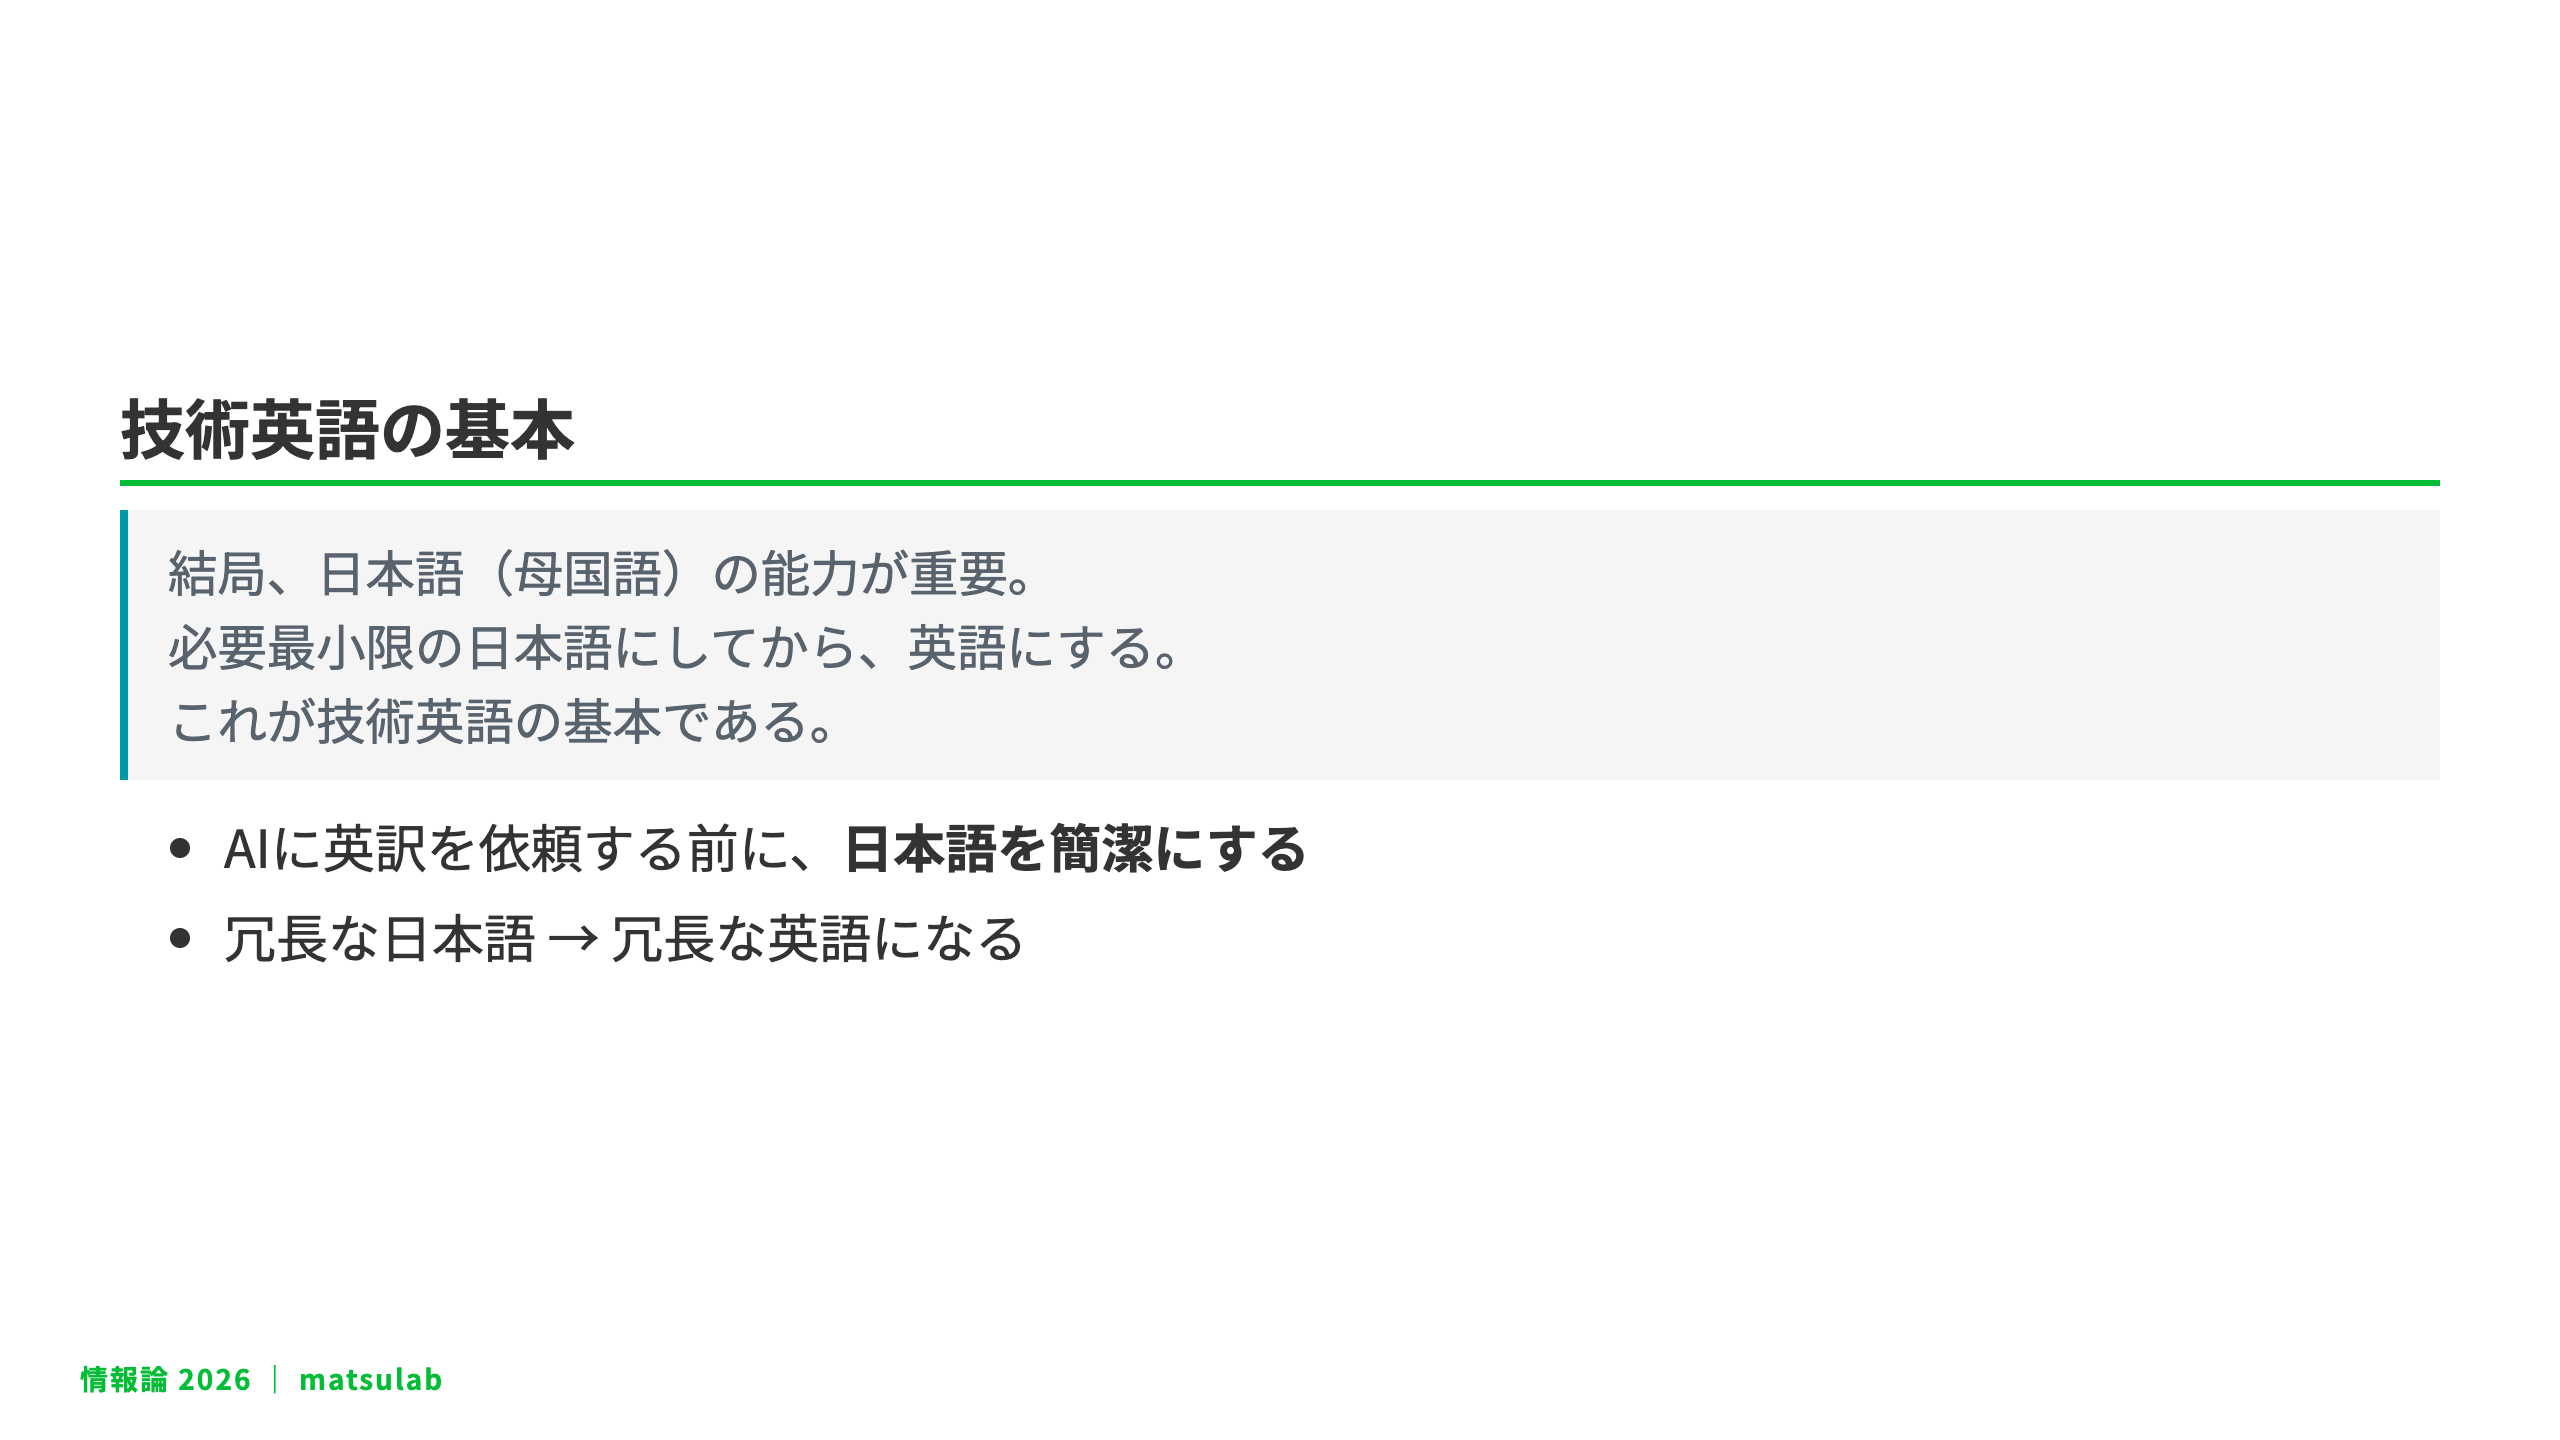 技術英語の基本
結局、日本語（母国語）の能力が重要。
必要最小限の日本語にしてから、英語にする。
これが技術英語の基本である。
• AIに英訳を依頼する前に、日本語を簡潔にする
• 冗長な日本語 → 冗長な英語になる
情報論 2026 ｜ matsulab